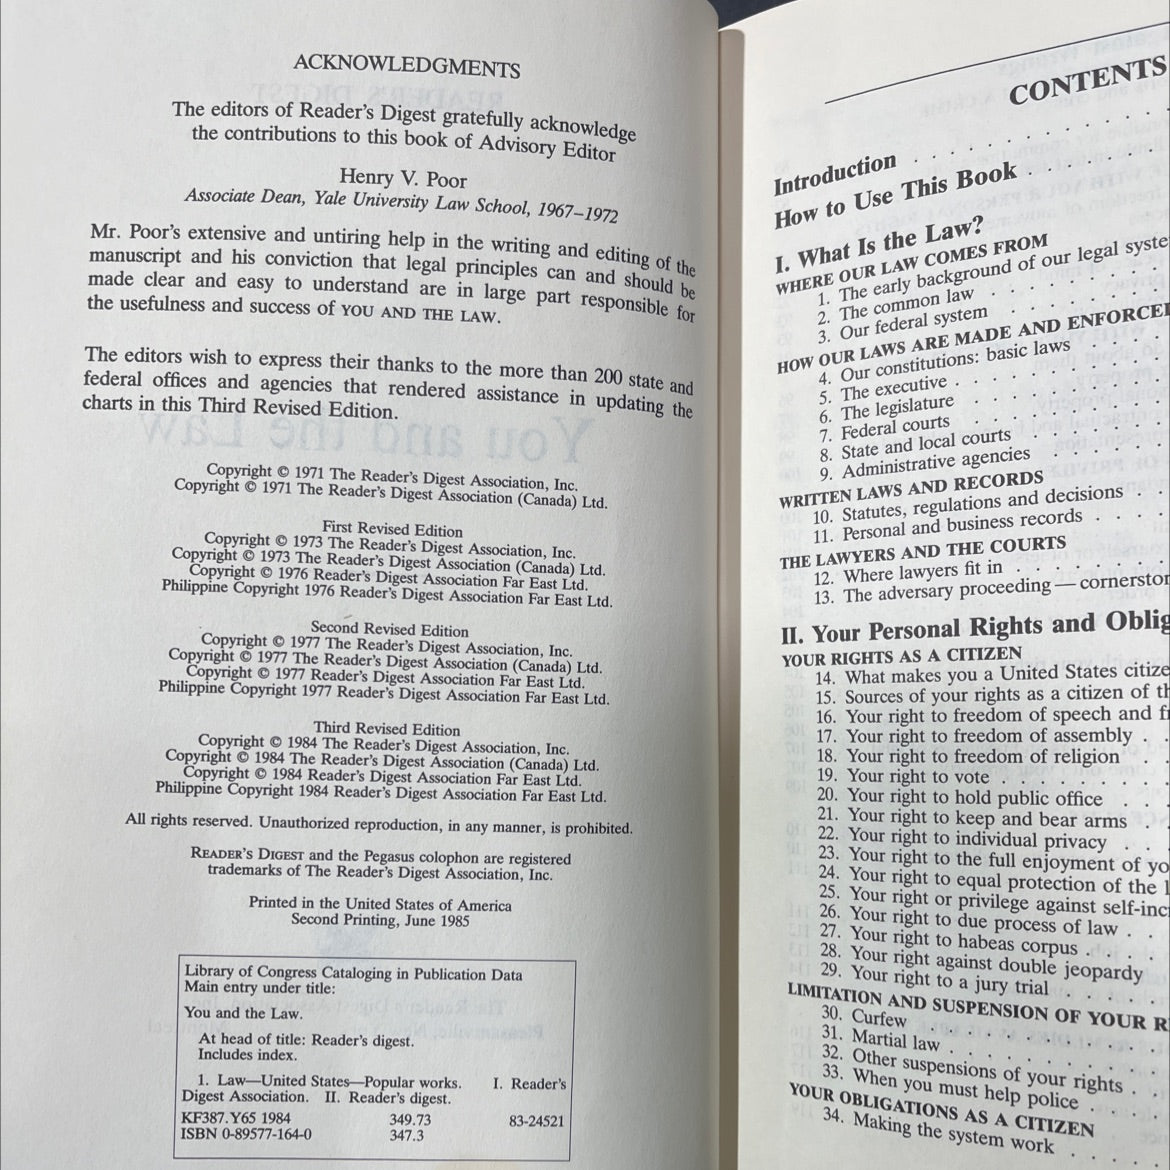 ACKNOWLEDGMENTS
The editors of Reader's Digest gratefully acknowledge
the contributions to this book of Advisory Editor
Henry V. Poor
Associate Dean, Yale University Law School, 1967–1972
Mr. Poor's extensive and untiring help in the writing and editing of the
manuscript and his conviction that legal principles can and should be
made clear and easy to understand are in large part responsible for
the usefulness and success of YOU AND THE LAW.
The editors wish to express their thanks to the more than 200 state and
federal offices and agencies that rendered assistance in updating the
charts in this Third Revised Edition.
Copyright © 1971 The Reader's Digest Association, Inc.
Copyright © 1971 The Reader's Digest Association (Canada) Ltd.
First Revised Edition
Copyright © 1973 The Reader's Digest Association, Inc.
Copyright © 1973 The Reader's Digest Association (Canada) Ltd.
Copyright © 1976 Reader's Digest Association Far East Ltd.
Philippine Copyright 1976 Reader's Digest Association Far East Ltd.
Second Revised Edition
Copyright © 1977 The Reader's Digest Association, Inc.
Copyright © 1977 The Reader's Digest Association (Canada) Ltd.
Copyright © 1977 Reader's Digest Association Far East Ltd.
Philippine Copyright 1977 Reader's Digest Association Far East Ltd.
Third Revised Edition
Copyright © 1984 The Reader's Digest Association, Inc.
Copyright © 1984 The Reader's Digest Association (Canada) Ltd.
Copyright © 1984 Reader's Digest Association Far East Ltd.
Philippine Copyright 1984 Reader's Digest Association Far East Ltd.
All rights reserved. Unauthorized reproduction, in any manner, is prohibited.
READER'S DIGEST and the Pegasus colophon are registered
trademarks of The Reader's Digest Association, Inc.
Printed in the United States of America
Second Printing, June 1985
Library of Congress Cataloging in Publication Data
Main entry under title:
You and the Law.
At head of title: Reader's digest.
Includes index.
1. Law—United States—Popular works. I. Reader's
Digest Association. II. Reader's digest.
KF387.Y65 1984 349.73 83-24521
ISBN 0-89577-164-0 347.3
CONTENTS
Introduction . . . . . . . . . . .
How to Use This Book . . . . . . .
I. What Is the Law?
WHERE OUR LAW COMES FROM
1. The early background of our legal syste
2. The common law . . . . . . . . .
3. Our federal system . . . . . . . .
HOW OUR LAWS ARE MADE AND ENFORCE
4. Our constitutions: basic laws . . . . .
5. The executive . . . . . . . . . . .
6. The legislature . . . . . . . . . .
7. Federal courts . . . . . . . . . .
8. State and local courts . . . . . . .
9. Administrative agencies . . . . . .
WRITTEN LAWS AND RECORDS
10. Statutes, regulations and decisions . .
11. Personal and business records . . . .
THE LAWYERS AND THE COURTS
12. Where lawyers fit in . . . . . . . .
13. The adversary proceeding — cornerston
II. Your Personal Rights and Oblig
YOUR RIGHTS AS A CITIZEN
14. What makes you a United States citize
15. Sources of your rights as a citizen of th
16. Your right to freedom of speech and f
17. Your right to freedom of assembly . .
18. Your right to freedom of religion . .
19. Your right to vote . . . . . . . . .
20. Your right to hold public office . . .
21. Your right to keep and bear arms . .
22. Your right to individual privacy . . .
23. Your right to the full enjoyment of yo
24. Your right to equal protection of the l
25. Your right or privilege against self-inc
26. Your right to due process of law . . .
27. Your right to habeas corpus . . . . .
28. Your right against double jeopardy
29. Your right to a jury trial . . . . . .
LIMITATION AND SUSPENSION OF YOUR R
30. Curfew . . . . . . . . . . . . .
31. Martial law . . . . . . . . . . .
32. Other suspensions of your rights . .
33. When you must help police . . . .
YOUR OBLIGATIONS AS A CITIZEN
34. Making the system work . . . . .